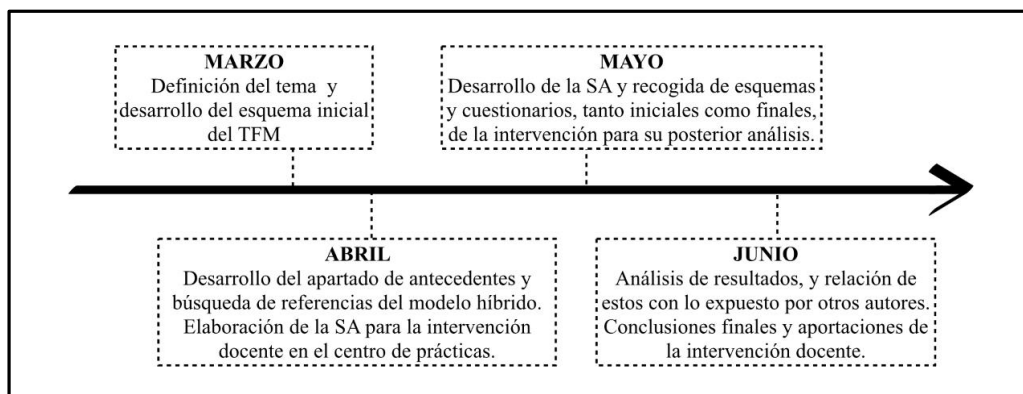 MARZO
Definición del tema y
desarrollo del esquema inicial
del TFM
MAYO
Desarrollo de la SA y recogida de esquemas
y cuestionarios, tanto iniciales como finales,
de la intervención para su posterior análisis.
ABRIL
Desarrollo del apartado de antecedentes y
búsqueda de referencias del modelo híbrido.
Elaboración de la SA para la intervención
docente en el centro de prácticas.
JUNIO
Análisis de resultados, y relación de
estos con lo expuesto por otros autores.
Conclusiones finales y aportaciones de
la intervención docente.